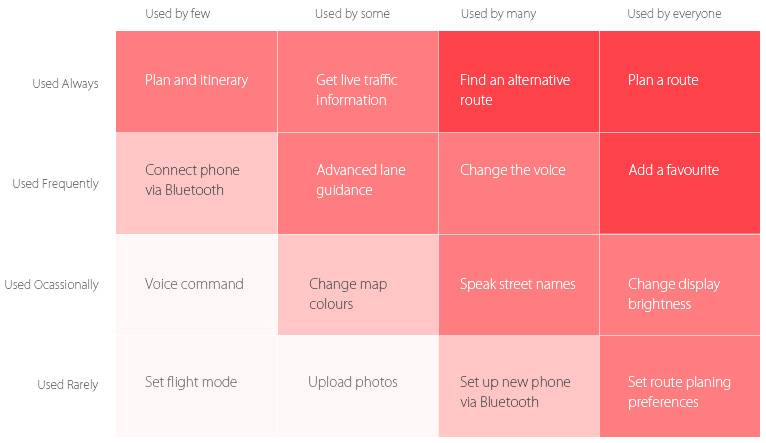 Used by few
Used by some
Used by many
Used by everyone
Used Always
Plan and itinerary
Get live traffic
information
Find an alternative
route
Plan a route
Used Frequently
Connect phone
via Bluetooth
Advanced lane
guidance
Change the voice
Add a favourite
Used Ocassionally
Voice command
Change map
colours
Speak street names
Change display
brightness
Used Rarely
Set flight mode
Upload photos
Set up new phone
via Bluetooth
Set route planing
preferences